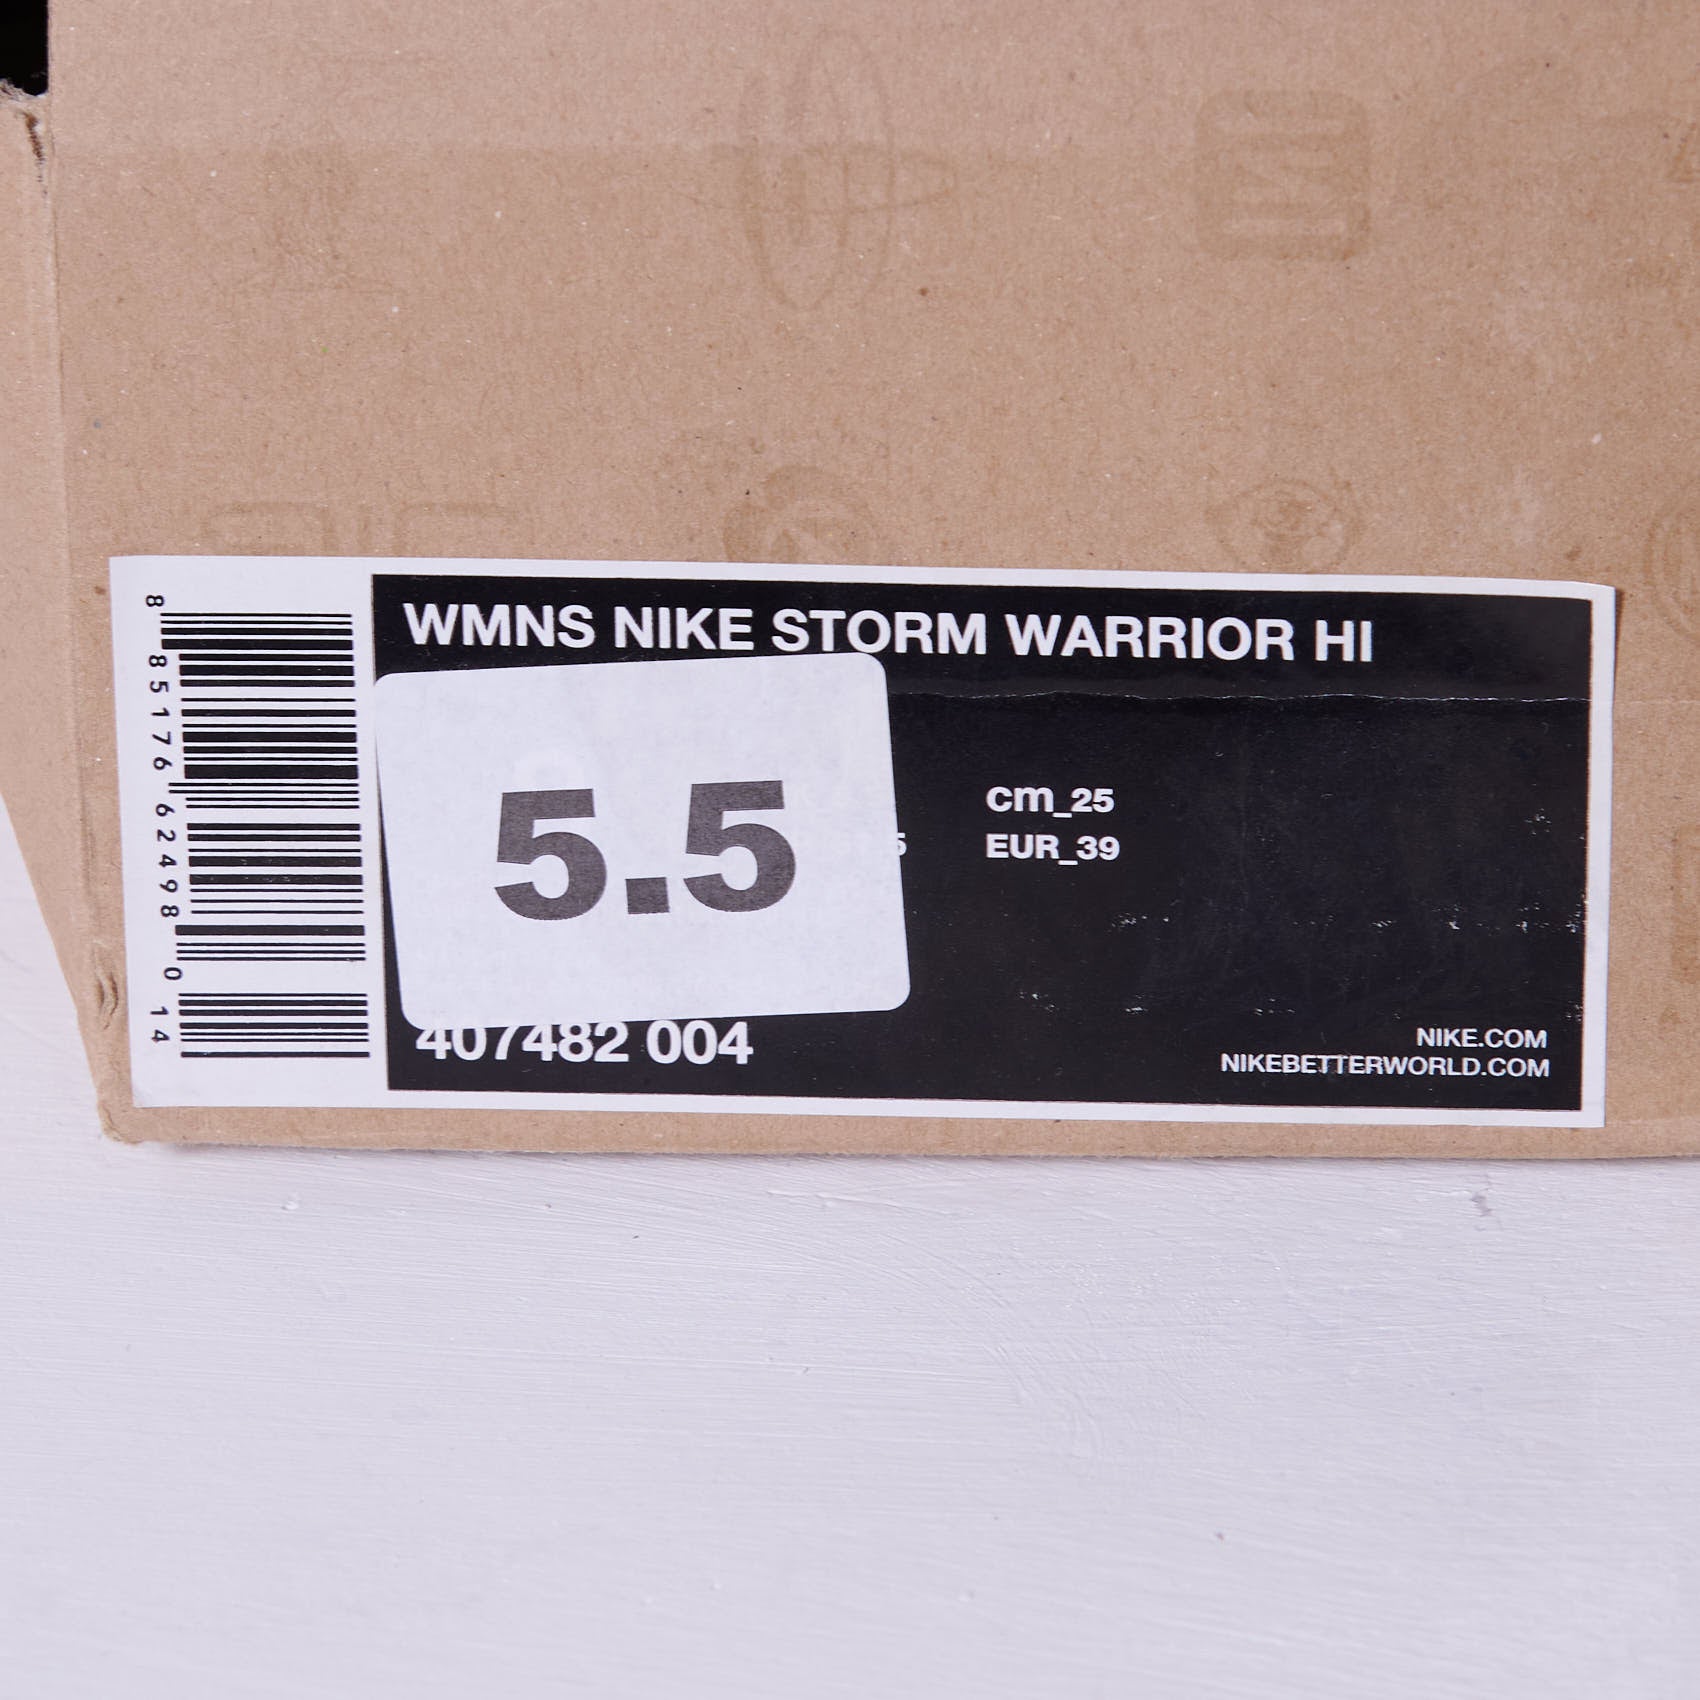 WMNS NIKE STORM WARRIOR HI
5.5
cm_25
5
EUR_39
407482 004
NIKE.COM
NIKEBETTERWORLD.COM
8 85176 62498 0 14